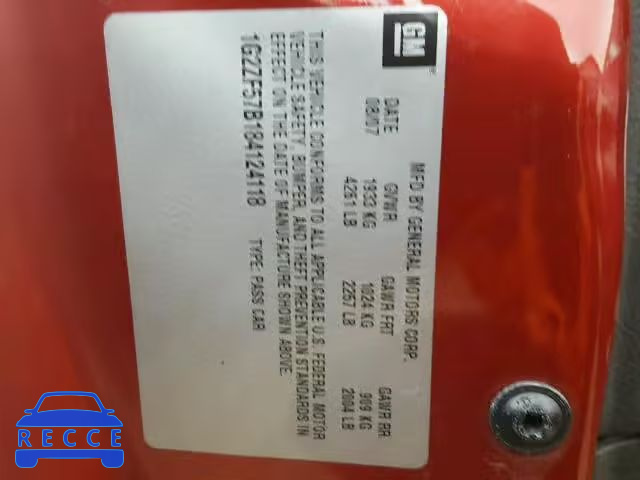 GM
MFD BY GENERAL MOTORS CORP.
DATE GVWR GAWR FRT GAWR RR
08/07 1933 KG 1024 KG 909 KG
4261 LB 2257 LB 2004 LB
THIS VEHICLE CONFORMS TO ALL APPLICABLE U.S. FEDERAL MOTOR
VEHICLE SAFETY, BUMPER, AND THEFT PREVENTION STANDARDS IN
EFFECT ON THE DATE OF MANUFACTURE SHOWN ABOVE.
1G2ZF57B184124118 TYPE: PASS CAR
RECCE